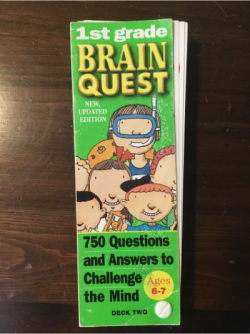 1st grade
BRAIN
QUEST
NEW,
UPDATED
EDITION
750 Questions
and Answers to
Challenge
the Mind
Ages
6-7
DECK TWO